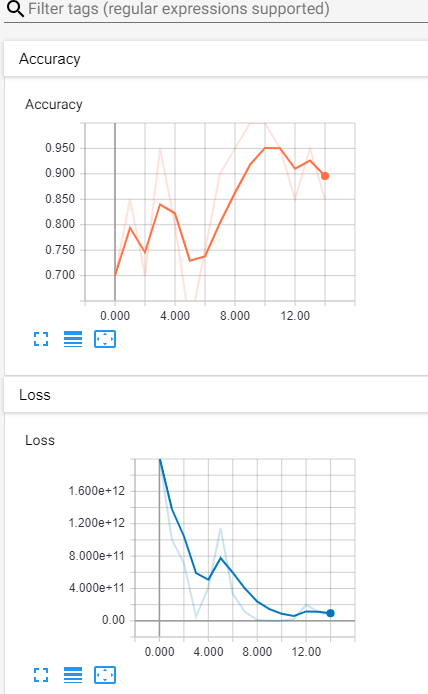 Filter tags (regular expressions supported)
Accuracy
Accuracy
0.950
0.900
0.850
0.800
0.750
0.700
0.000 4.000 8.000 12.00
Loss
Loss
1.600e+12
1.200e+12
8.000e+11
4.000e+11
0.00
0.000 4.000 8.000 12.00